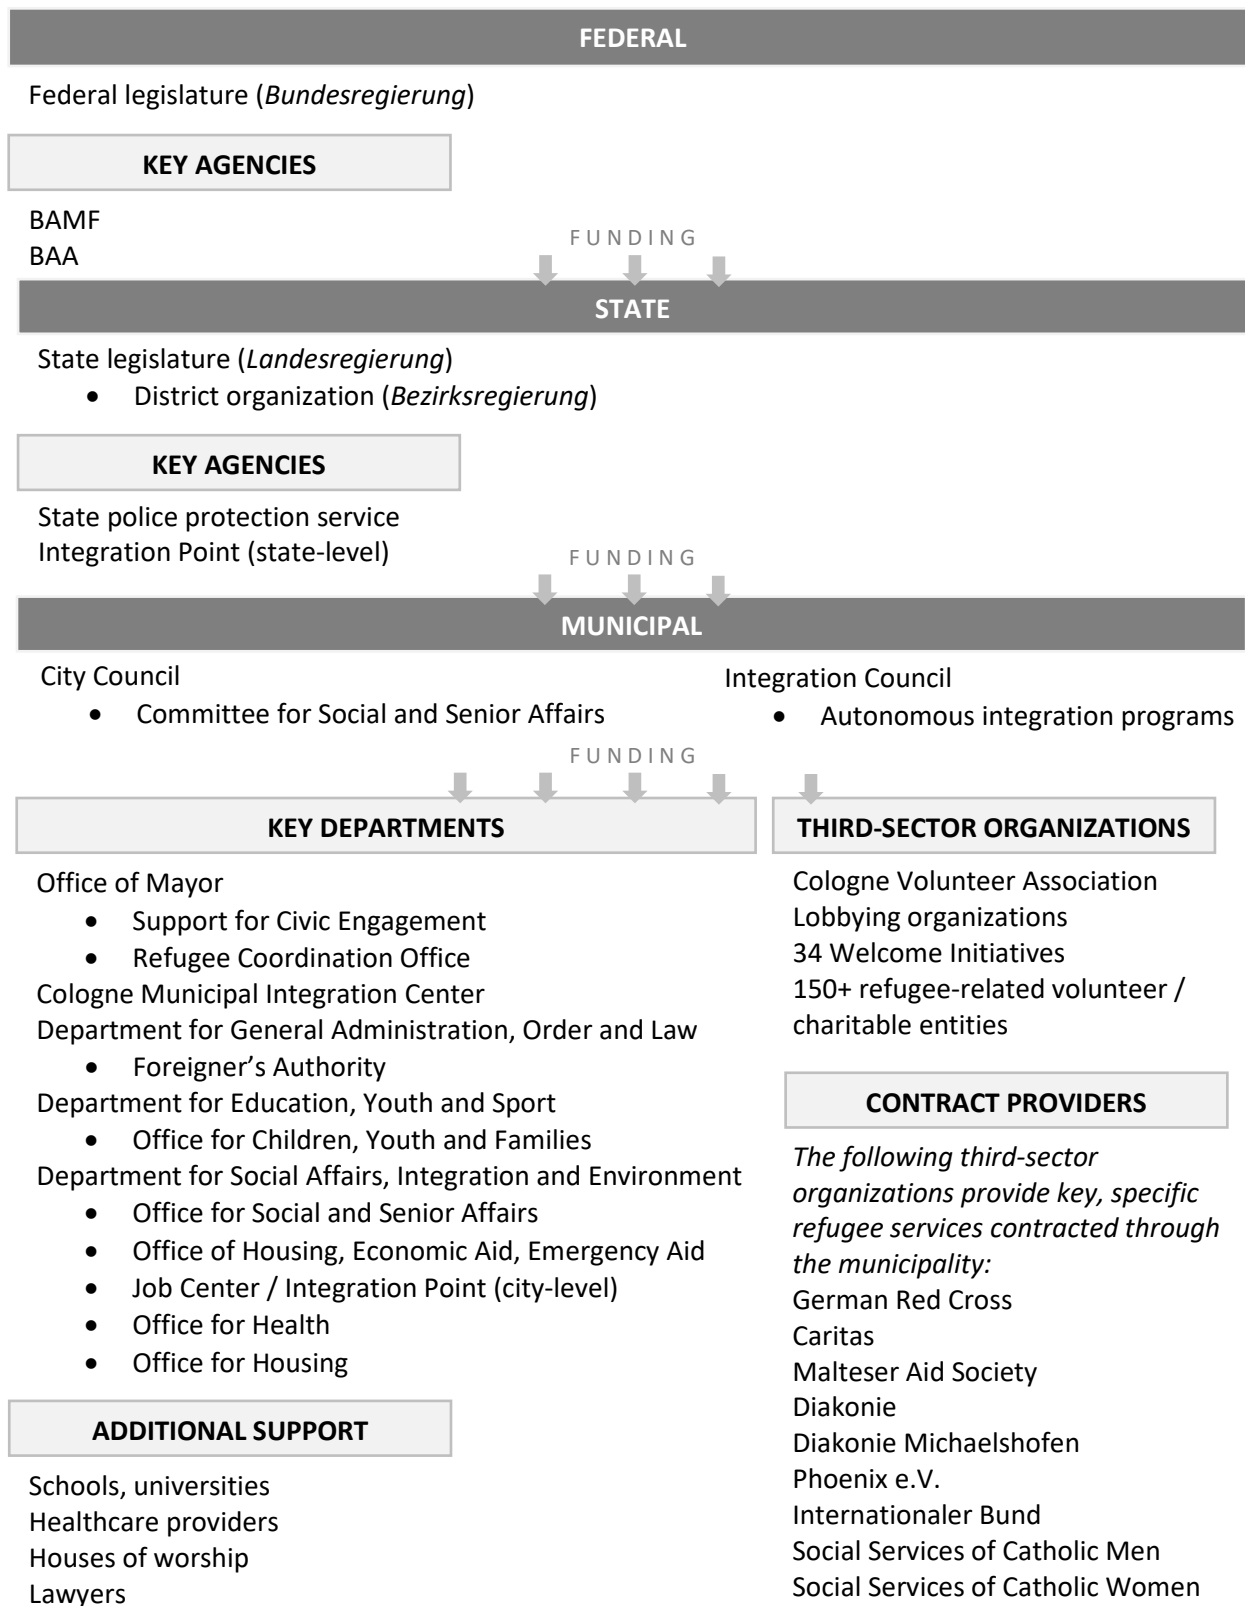 FEDERAL
Federal legislature (Bundesregierung)
KEY AGENCIES
BAMF
BAA
FUNDING
STATE
State legislature (Landesregierung)
• District organization (Bezirksregierung)
KEY AGENCIES
State police protection service
Integration Point (state-level)
FUNDING
MUNICIPAL
City Council
• Committee for Social and Senior Affairs
Integration Council
• Autonomous integration programs
FUNDING
KEY DEPARTMENTS
Office of Mayor
• Support for Civic Engagement
• Refugee Coordination Office
Cologne Municipal Integration Center
Department for General Administration, Order and Law
• Foreigner’s Authority
Department for Education, Youth and Sport
• Office for Children, Youth and Families
Department for Social Affairs, Integration and Environment
• Office for Social and Senior Affairs
• Office of Housing, Economic Aid, Emergency Aid
• Job Center / Integration Point (city-level)
• Office for Health
• Office for Housing
ADDITIONAL SUPPORT
Schools, universities
Healthcare providers
Houses of worship
Lawyers
THIRD-SECTOR ORGANIZATIONS
Cologne Volunteer Association
Lobbying organizations
34 Welcome Initiatives
150+ refugee-related volunteer /
charitable entities
CONTRACT PROVIDERS
The following third-sector
organizations provide key, specific
refugee services contracted through
the municipality:
German Red Cross
Caritas
Malteser Aid Society
Diakonie
Diakonie Michaelshofen
Phoenix e.V.
Internationaler Bund
Social Services of Catholic Men
Social Services of Catholic Women